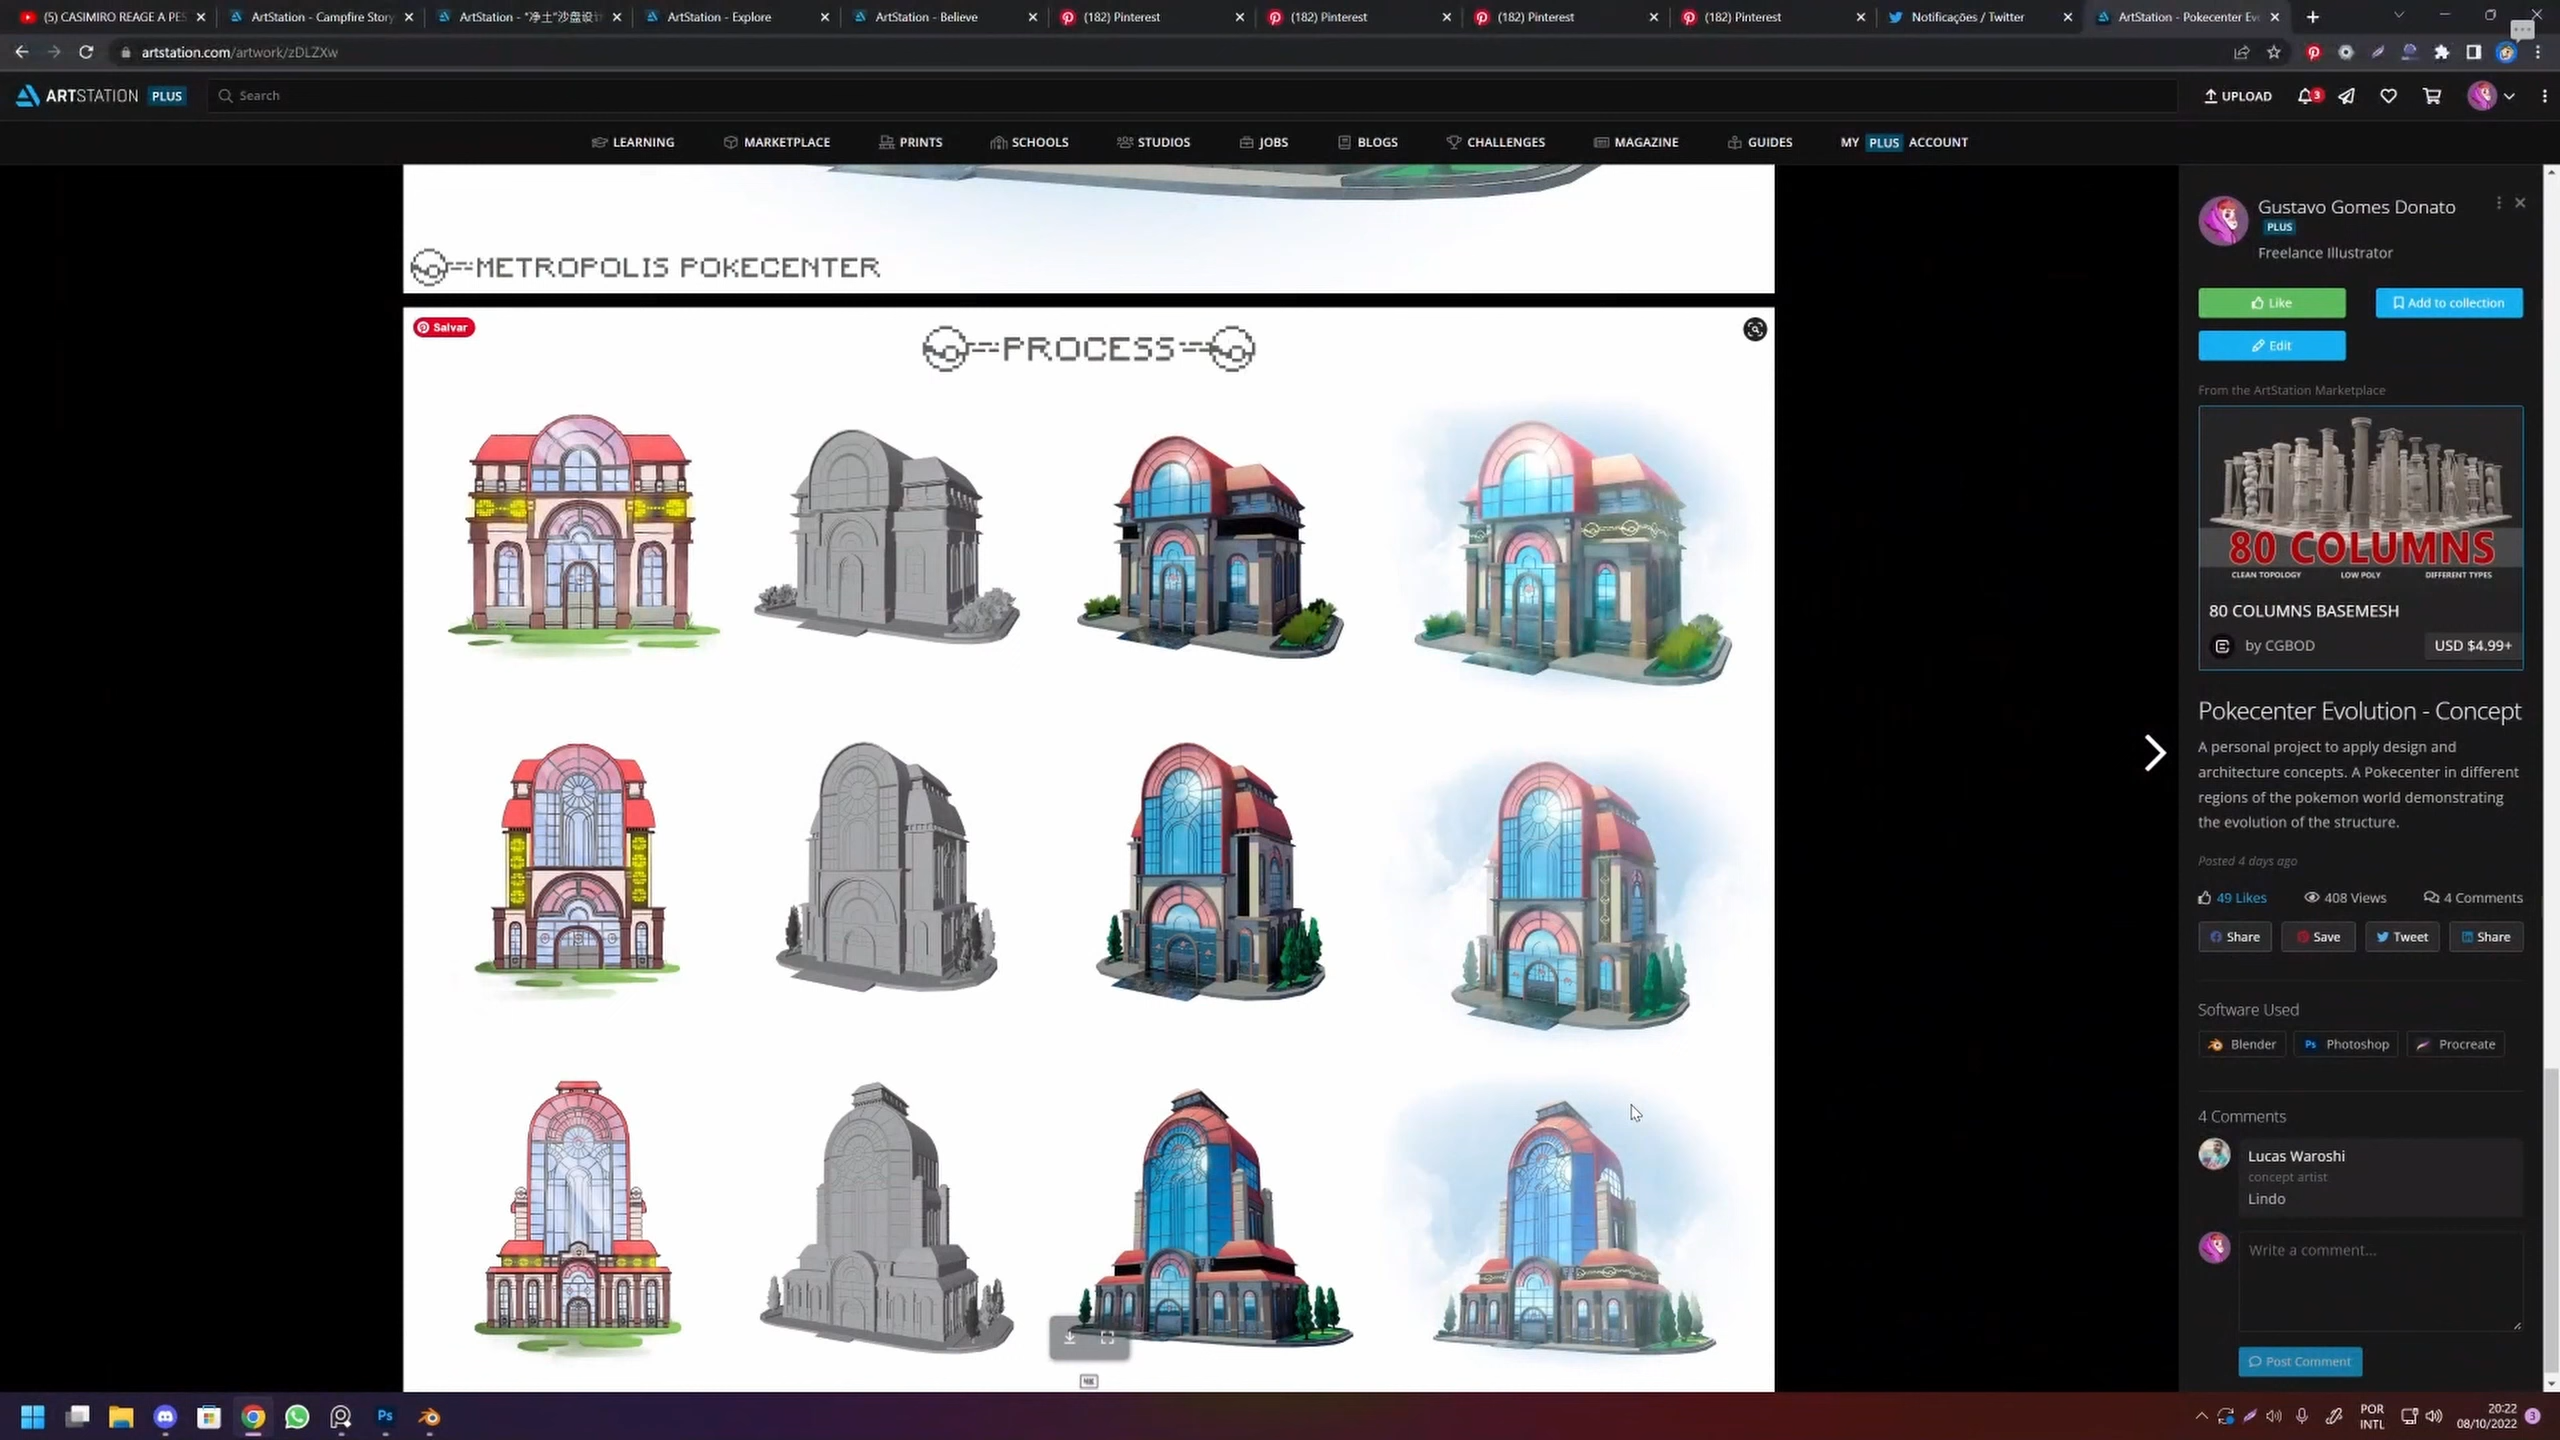 (5) CASIMIRO REAGE A PES
ArtStation - Campfire Story
ArtStation - "净土"沙盘设计
ArtStation - Explore
ArtStation - Believe
(182) Pinterest
(182) Pinterest
(182) Pinterest
(182) Pinterest
Notificações / Twitter
ArtStation - Pokecenter Ev
artstation.com/artwork/zDLZXw
ARTSTATION PLUS
Search
UPLOAD
3
LEARNING
MARKETPLACE
PRINTS
SCHOOLS
STUDIOS
JOBS
BLOGS
CHALLENGES
MAGAZINE
GUIDES
MY PLUS ACCOUNT
METROPOLIS POKECENTER
Salvar
PROCESS
Gustavo Gomes Donato
PLUS
Freelance Illustrator
Like
Add to collection
Edit
From the ArtStation Marketplace
80 COLUMNS
CLEAN TOPOLOGY LOW POLY DIFFERENT TYPES
80 COLUMNS BASEMESH
by CGBOD
USD $4.99+
Pokecenter Evolution - Concept
A personal project to apply design and
architecture concepts. A Pokecenter in different
regions of the pokemon world demonstrating
the evolution of the structure.
Posted 4 days ago
49 Likes
408 Views
4 Comments
Share
Save
Tweet
Share
Software Used
Blender
Ps Photoshop
Procreate
4 Comments
Lucas Waroshi
concept artist
Lindo
Write a comment...
Post Comment
4K
Ps
POR
INTL
20:22
08/10/2022
3